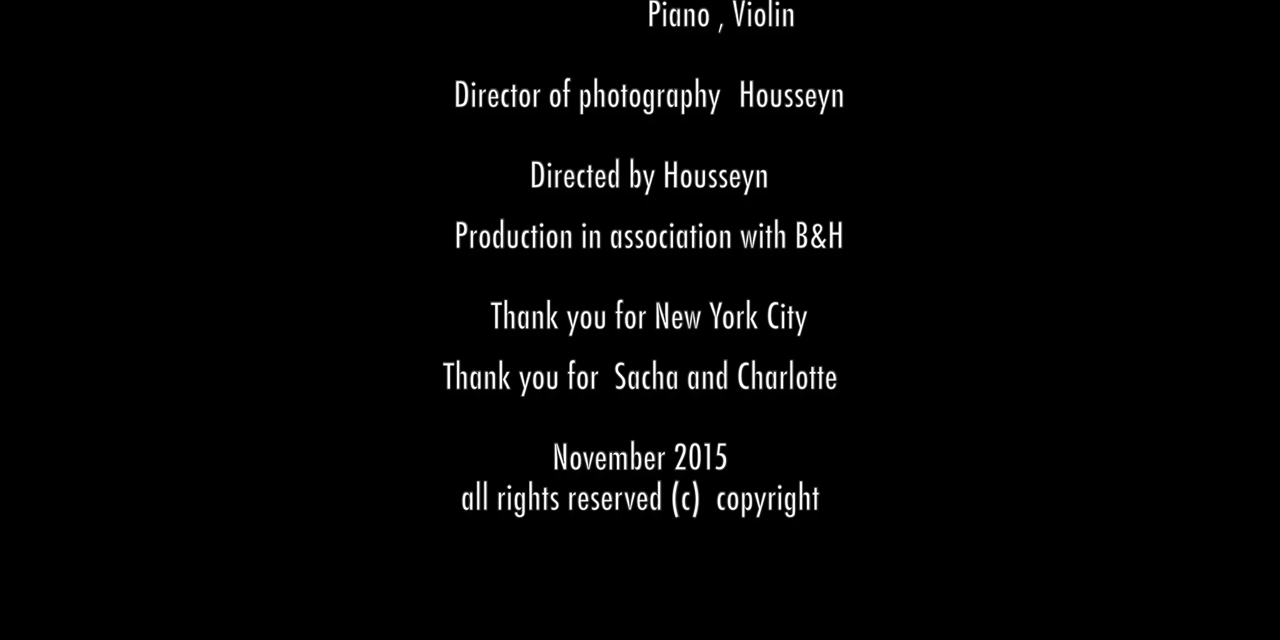 Piano , Violin
Director of photography  Housseyn
Directed by Housseyn
Production in association with B&H
Thank you for New York City
Thank you for  Sacha and Charlotte
November 2015
all rights reserved (c)  copyright